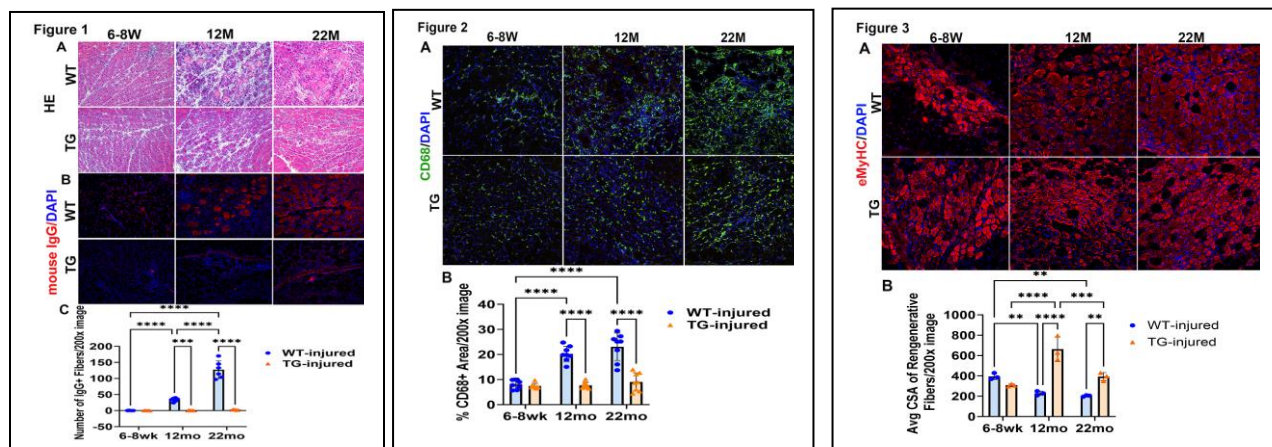 Figure 1
6-8W 12M 22M
A
WT
HE
TG
B
WT
mouse IgG/DAPI
TG
C
**** 
**** ****
*** ****
Number of IgG+ Fibers/200x image
200
150
100
50
0
-50
6-8wk 12mo 22mo
WT-injured
TG-injured
Figure 2
6-8W 12M 22M
A
WT
CD68/DAPI
TG
B
****
****
**** ****
% CD68+ Area/200x image
40
30
20
10
0
6-8wk 12mo 22mo
WT-injured
TG-injured
Figure 3
6-8W 12M 22M
A
WT
eMyHC/DAPI
TG
B
**
**** ***
** **** **
Avg CSA of Rengenerative
Fibers/200x image
1000
800
600
400
200
0
6-8wk 12mo 22mo
WT-injured
TG-injured